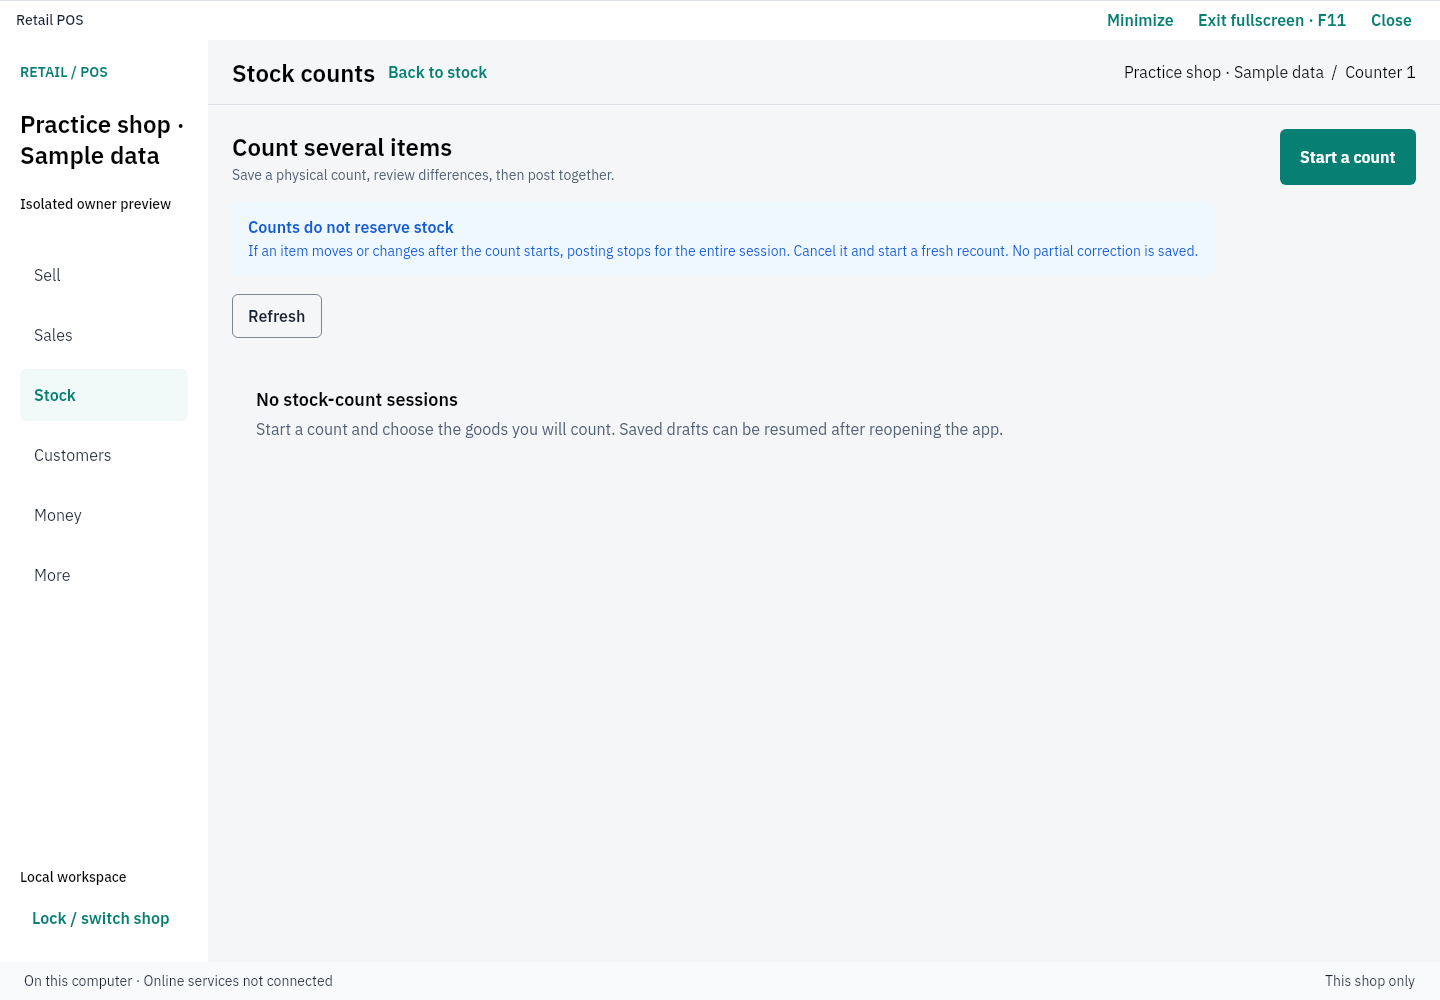 Retail POS
Minimize
Exit fullscreen · F11
Close
RETAIL / POS
Practice shop ·
Sample data
Isolated owner preview
Sell
Sales
Stock
Customers
Money
More
Local workspace
Lock / switch shop
Stock counts
Back to stock
Practice shop · Sample data / Counter 1
Count several items
Save a physical count, review differences, then post together.
Start a count
Counts do not reserve stock
If an item moves or changes after the count starts, posting stops for the entire session. Cancel it and start a fresh recount. No partial correction is saved.
Refresh
No stock-count sessions
Start a count and choose the goods you will count. Saved drafts can be resumed after reopening the app.
On this computer · Online services not connected
This shop only